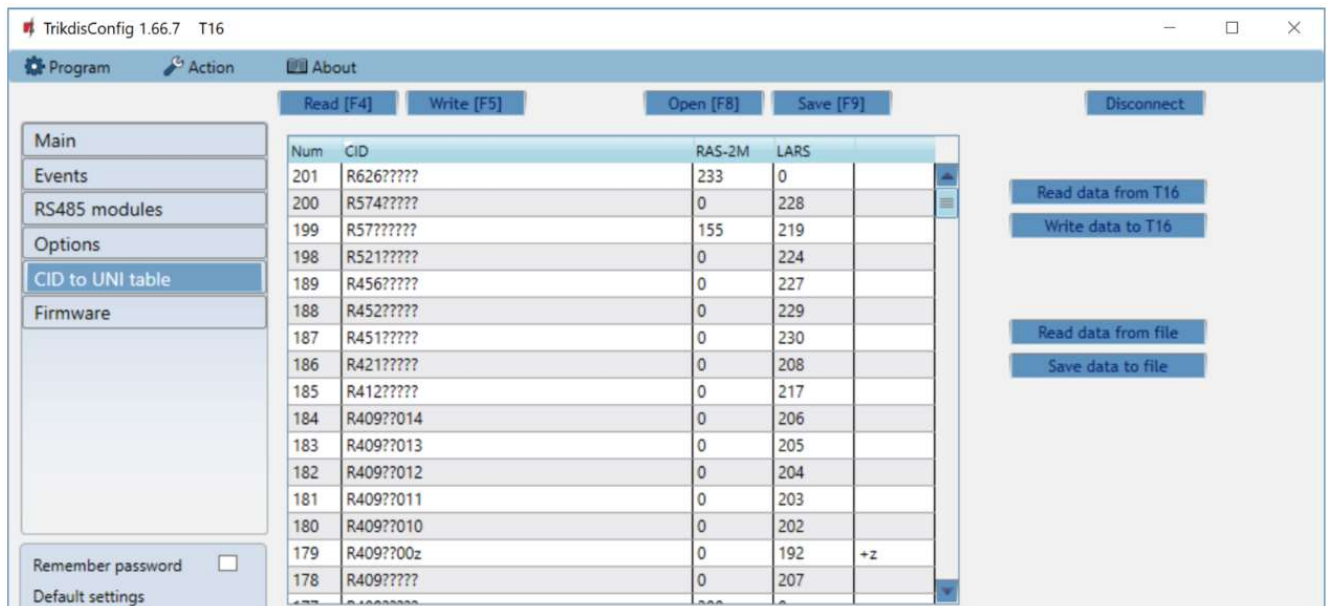 TrikdisConfig 1.66.7 T16
Program Action About
Read [F4] Write [F5] Open [F8] Save [F9] Disconnect
Main
Events
RS485 modules
Options
CID to UNI table
Firmware
Num CID RAS-2M LARS
201 R626????? 233 0
200 R574????? 0 228
199 R57?????? 155 219
198 R521????? 0 224
189 R456????? 0 227
188 R452????? 0 229
187 R451????? 0 230
186 R421????? 0 208
185 R412????? 0 217
184 R409??014 0 206
183 R409??013 0 205
182 R409??012 0 204
181 R409??011 0 203
180 R409??010 0 202
179 R409??00z 0 192 +z
178 R409????? 0 207
Read data from T16
Write data to T16
Read data from file
Save data to file
Remember password
Default settings